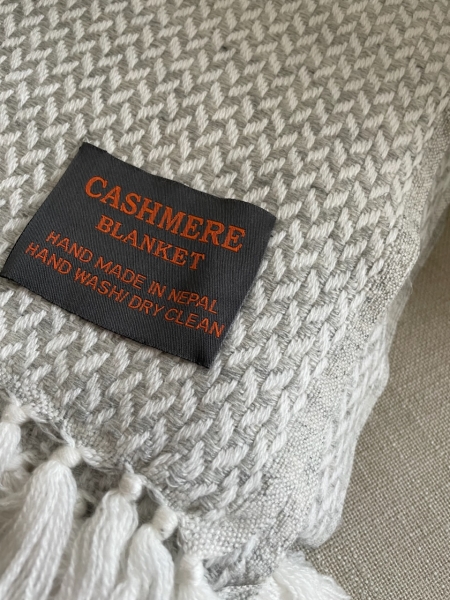 CASHMERE
BLANKET
HAND MADE IN NEPAL
HAND WASH/ DRY CLEAN